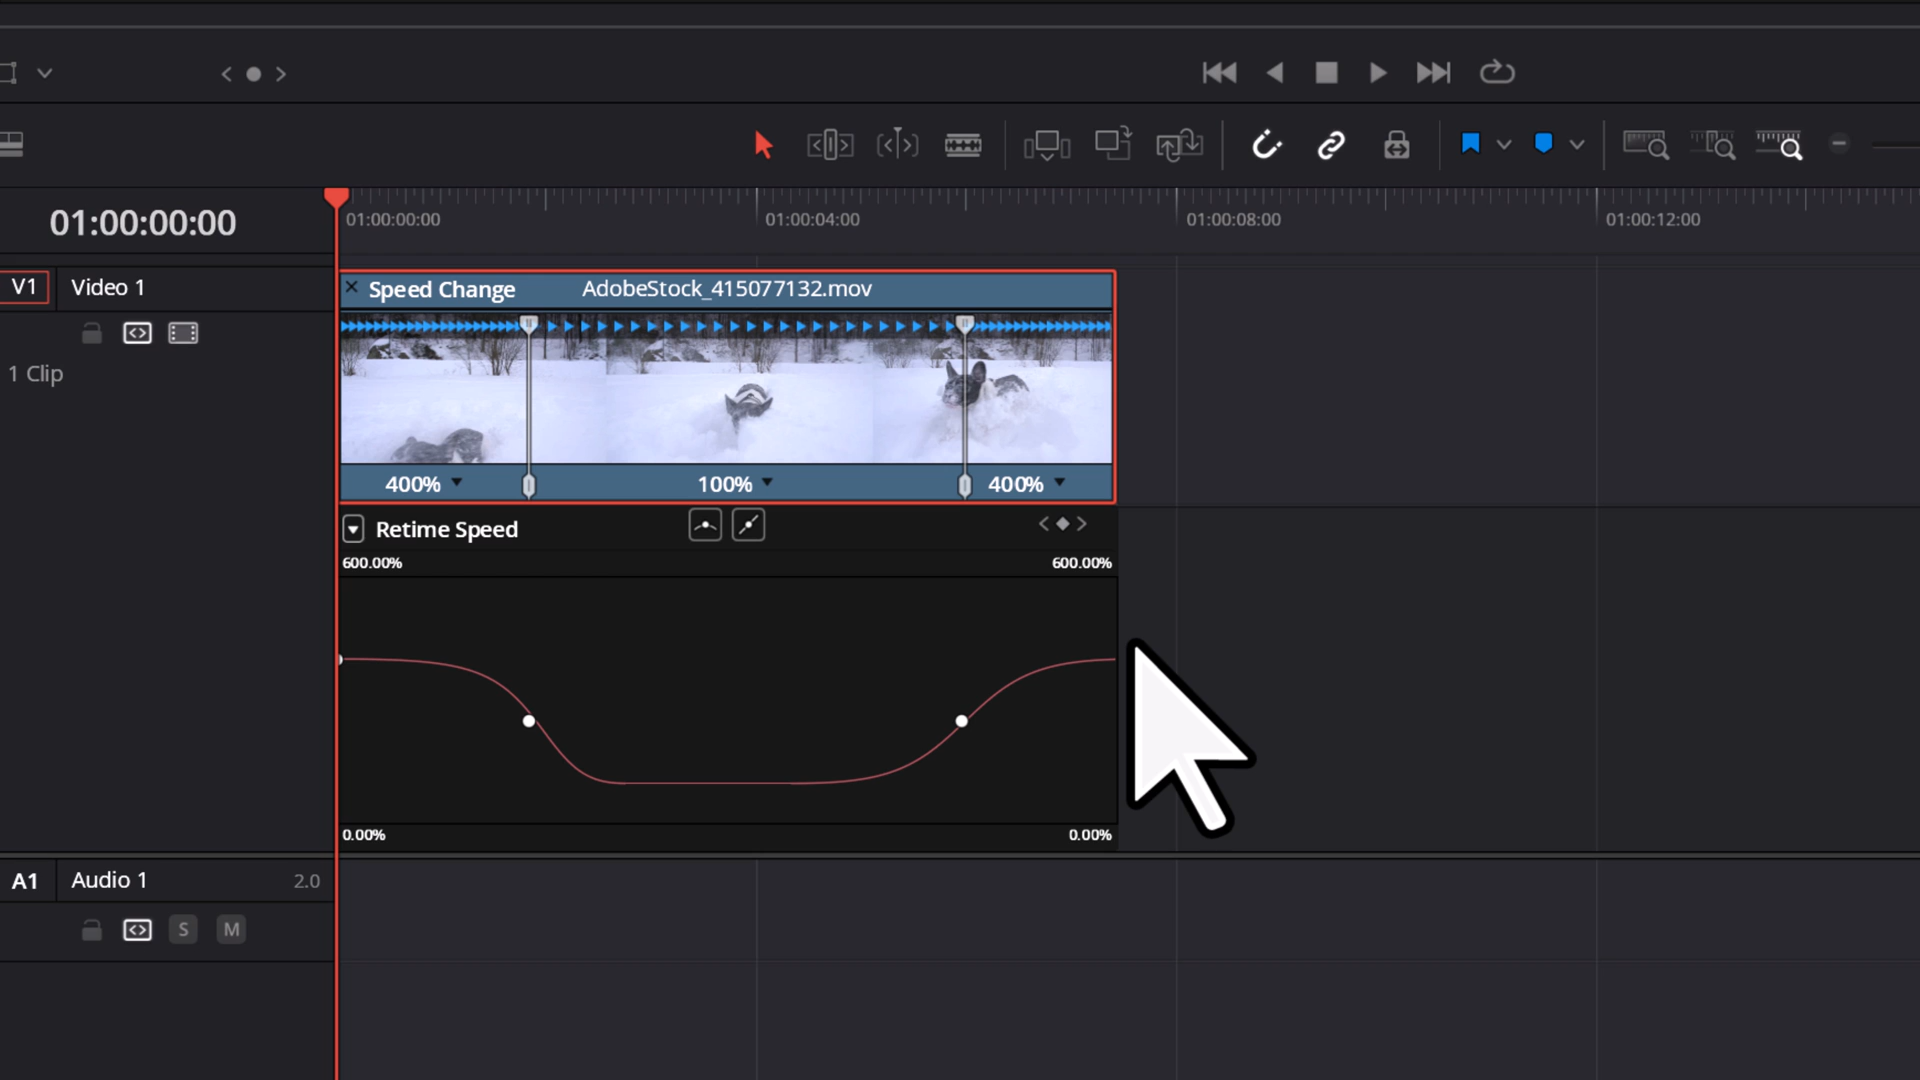 01:00:00:00
01:00:00:00
01:00:04:00
01:00:08:00
01:00:12:00
V1
Video 1
Speed Change
AdobeStock_415077132.mov
1 Clip
400%
100%
400%
Retime Speed
600.00%
600.00%
0.00%
0.00%
A1
Audio 1
2.0
S
M